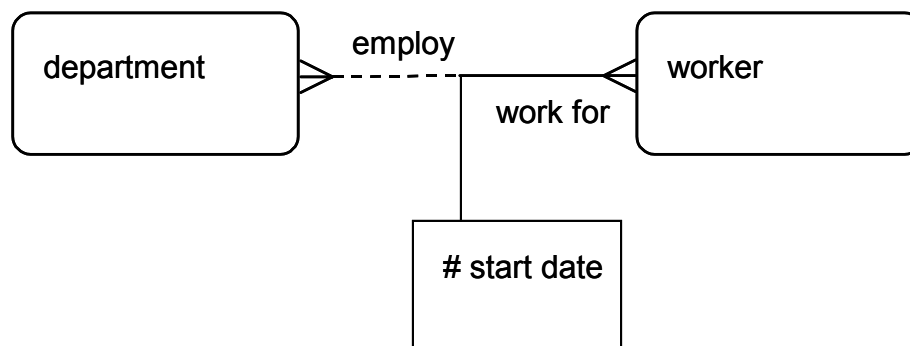 employ
department
worker
work for
# start date